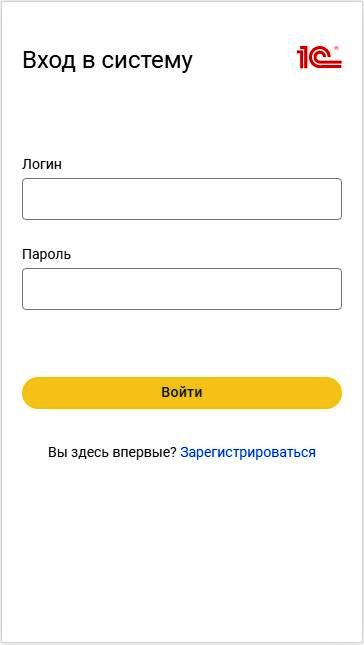 Вход в систему
1С®
Логин
Пароль
Войти
Вы здесь впервые? Зарегистрироваться